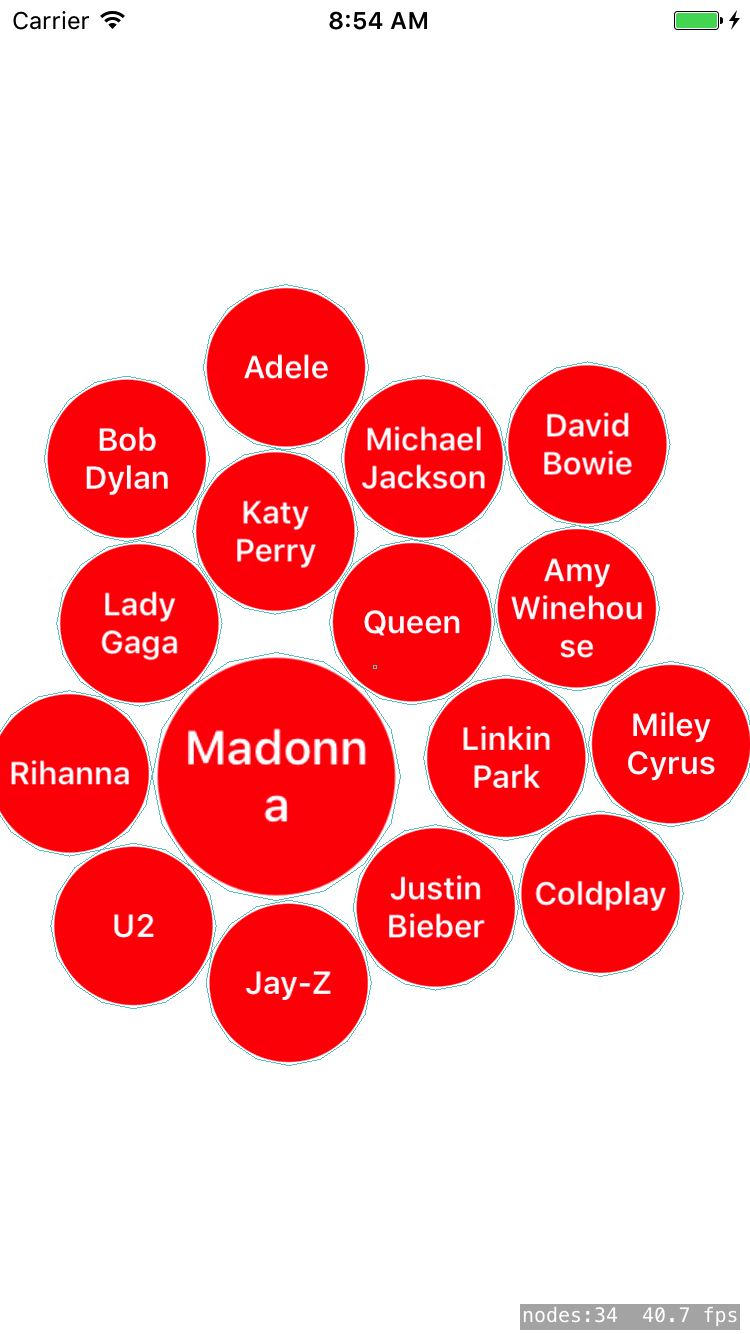 Carrier 8:54 AM
Adele
Bob
Dylan
Michael
Jackson
David
Bowie
Katy
Perry
Lady
Gaga
Queen
Amy
Winehou
se
Rihanna
Madonn
a
Linkin
Park
Miley
Cyrus
U2
Jay-Z
Justin
Bieber
Coldplay
nodes:34 40.7 fps